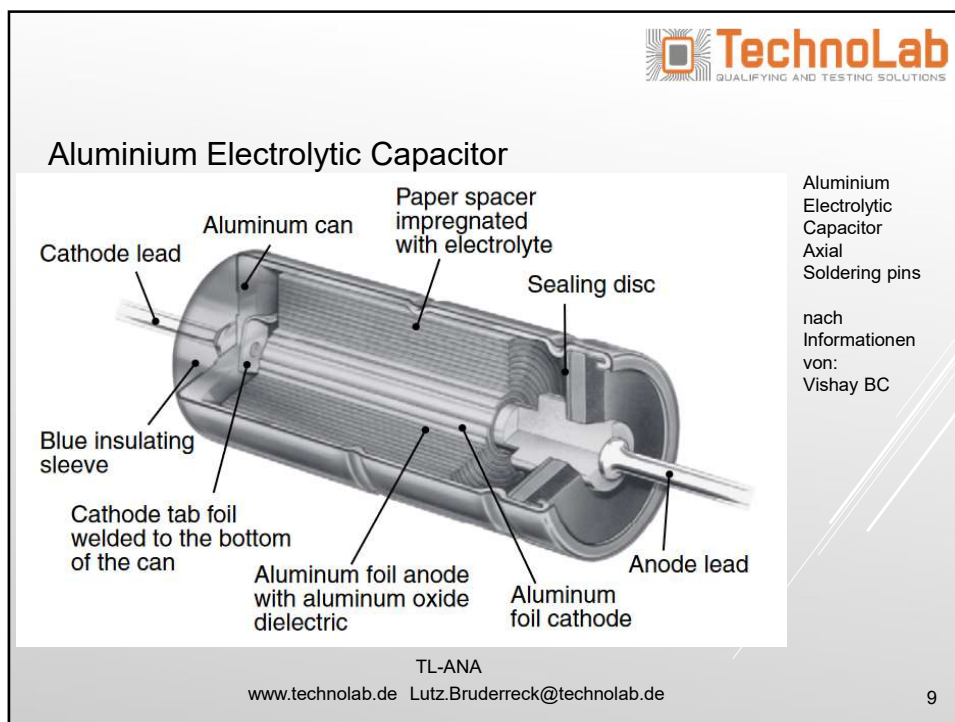 TechnoLab
QUALIFYING AND TESTING SOLUTIONS
Aluminium Electrolytic Capacitor
Paper spacer
impregnated
with electrolyte
Aluminum can
Cathode lead
Sealing disc
Blue insulating
sleeve
Cathode tab foil
welded to the bottom
of the can
Aluminum foil anode
with aluminum oxide
dielectric
Aluminum
foil cathode
Anode lead
Aluminium
Electrolytic
Capacitor
Axial
Soldering pins
nach
Informationen
von:
Vishay BC
TL-ANA
www.technolab.de Lutz.Bruderreck@technolab.de
9